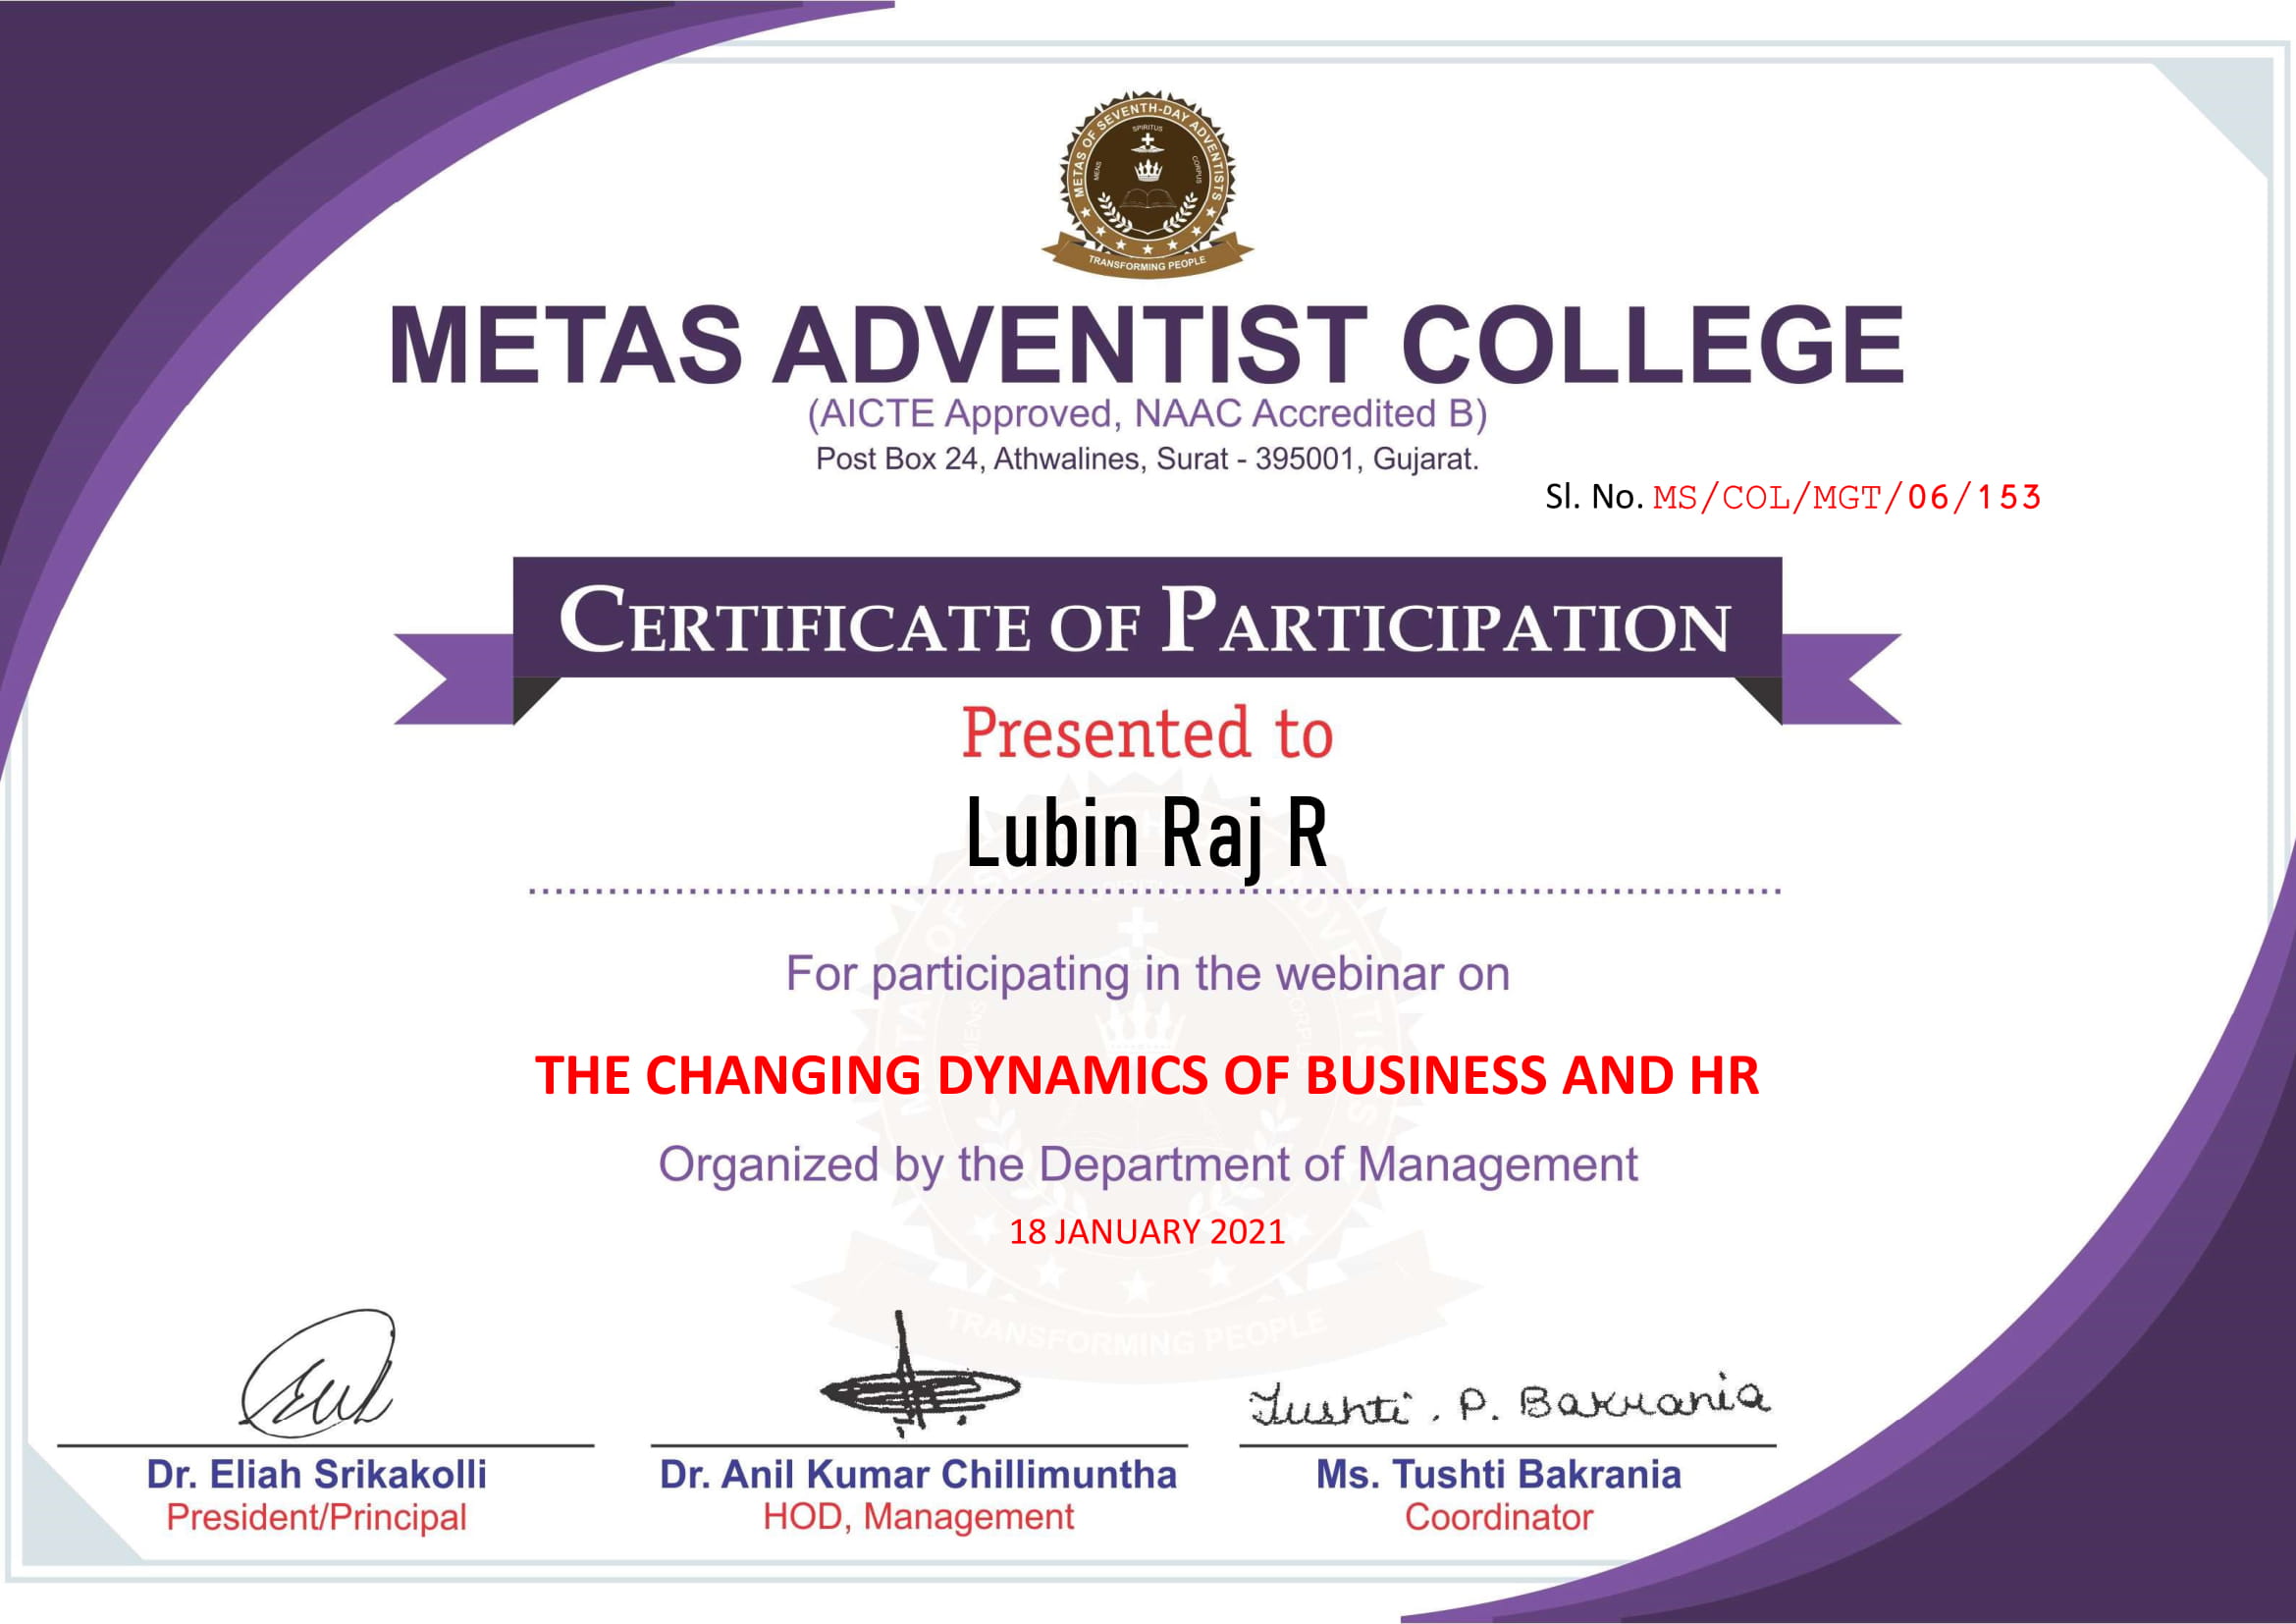 METAS OF SEVENTH-DAY ADVENTISTS
SPIRITUS
MENS
CORPUS
TRANSFORMING PEOPLE
METAS ADVENTIST COLLEGE
(AICTE Approved, NAAC Accredited B)
Post Box 24, Athwalines, Surat - 395001, Gujarat.
Sl. No. MS/COL/MGT/06/153
CERTIFICATE OF PARTICIPATION
Presented to
Lubin Raj R
For participating in the webinar on
THE CHANGING DYNAMICS OF BUSINESS AND HR
Organized by the Department of Management
18 JANUARY 2021
TRANSFORMING PEOPLE
Tushti . P. Bakrania
Dr. Eliah Srikakolli
Dr. Anil Kumar Chillimuntha
Ms. Tushti Bakrania
President/Principal
HOD, Management
Coordinator